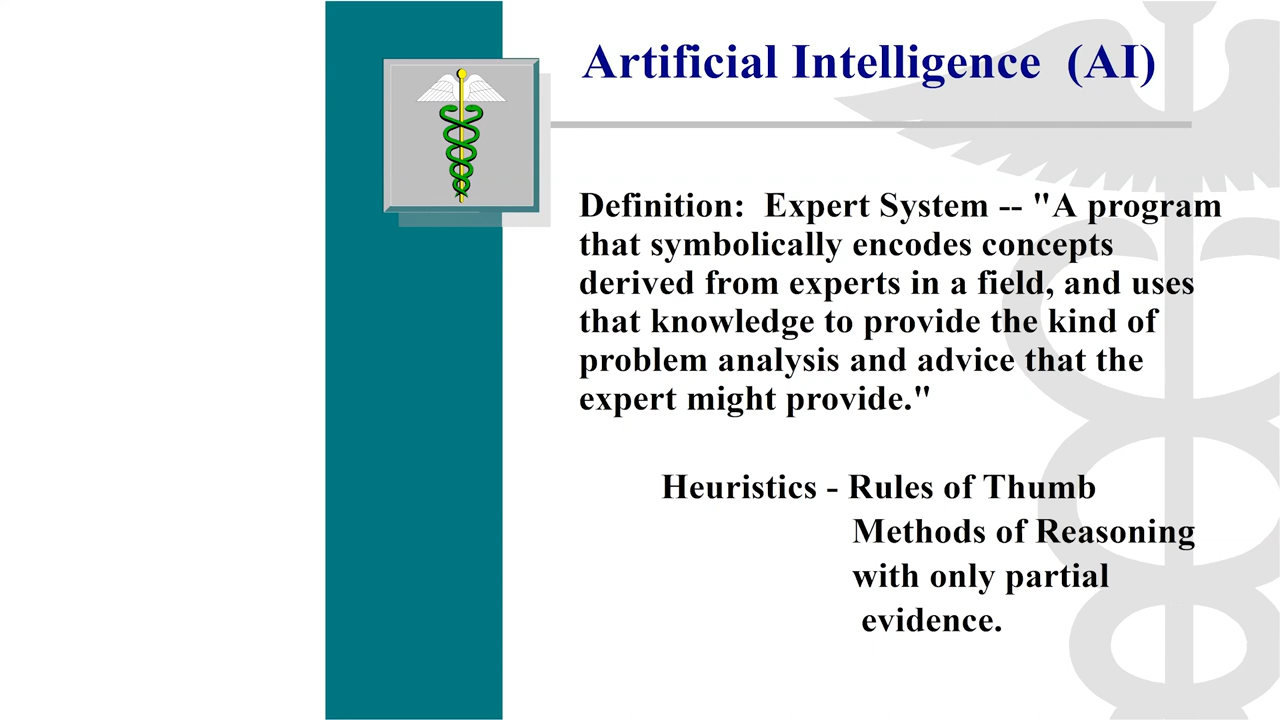 Artificial Intelligence  (AI)
Definition:  Expert System -- "A program
that symbolically encodes concepts
derived from experts in a field, and uses
that knowledge to provide the kind of
problem analysis and advice that the
expert might provide."
Heuristics - Rules of Thumb
Methods of Reasoning
with only partial
evidence.